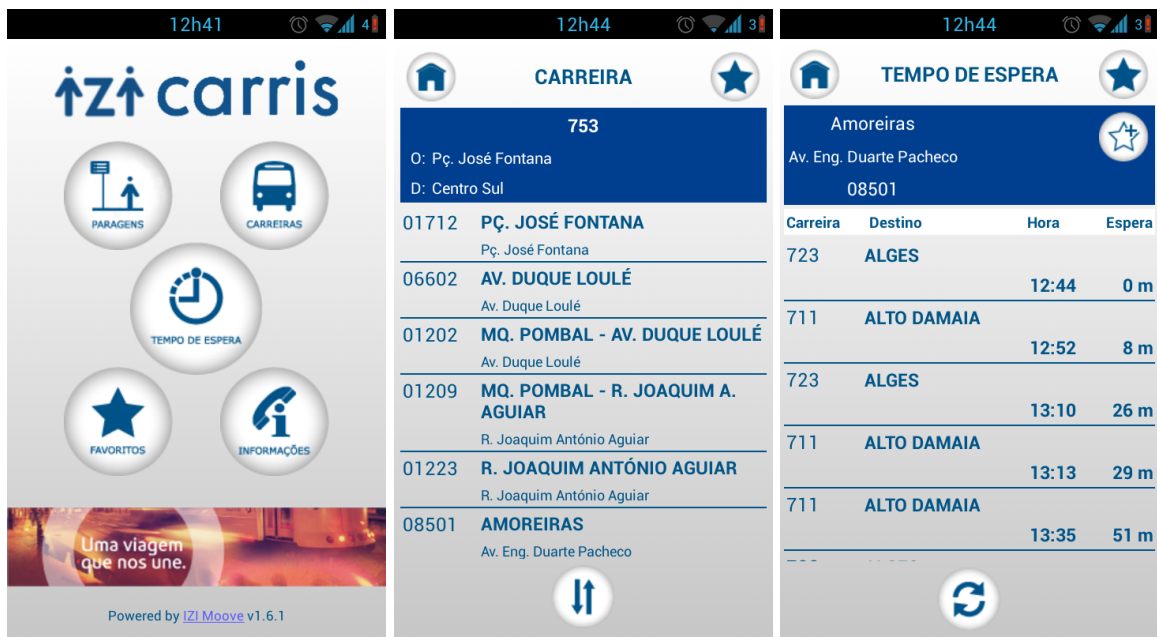 12h41 4
izi carris
PARAGENS
CARREIRAS
TEMPO DE ESPERA
FAVORITOS
INFORMAÇÕES
Uma viagem
que nos une.
Powered by IZI Moove v1.6.1
12h44 3
CARREIRA
753
O: Pç. José Fontana
D: Centro Sul
01712 PÇ. JOSÉ FONTANA
Pç. José Fontana
06602 AV. DUQUE LOULÉ
Av. Duque Loulé
01202 MQ. POMBAL - AV. DUQUE LOULÉ
Av. Duque Loulé
01209 MQ. POMBAL - R. JOAQUIM A.
AGUIAR
R. Joaquim António Aguiar
01223 R. JOAQUIM ANTÓNIO AGUIAR
R. Joaquim António Aguiar
08501 AMOREIRAS
Av. Eng. Duarte Pacheco
12h44 3
TEMPO DE ESPERA
Amoreiras
Av. Eng. Duarte Pacheco
08501
Carreira Destino Hora Espera
723 ALGES
12:44 0 m
711 ALTO DAMAIA
12:52 8 m
723 ALGES
13:10 26 m
711 ALTO DAMAIA
13:13 29 m
711 ALTO DAMAIA
13:35 51 m